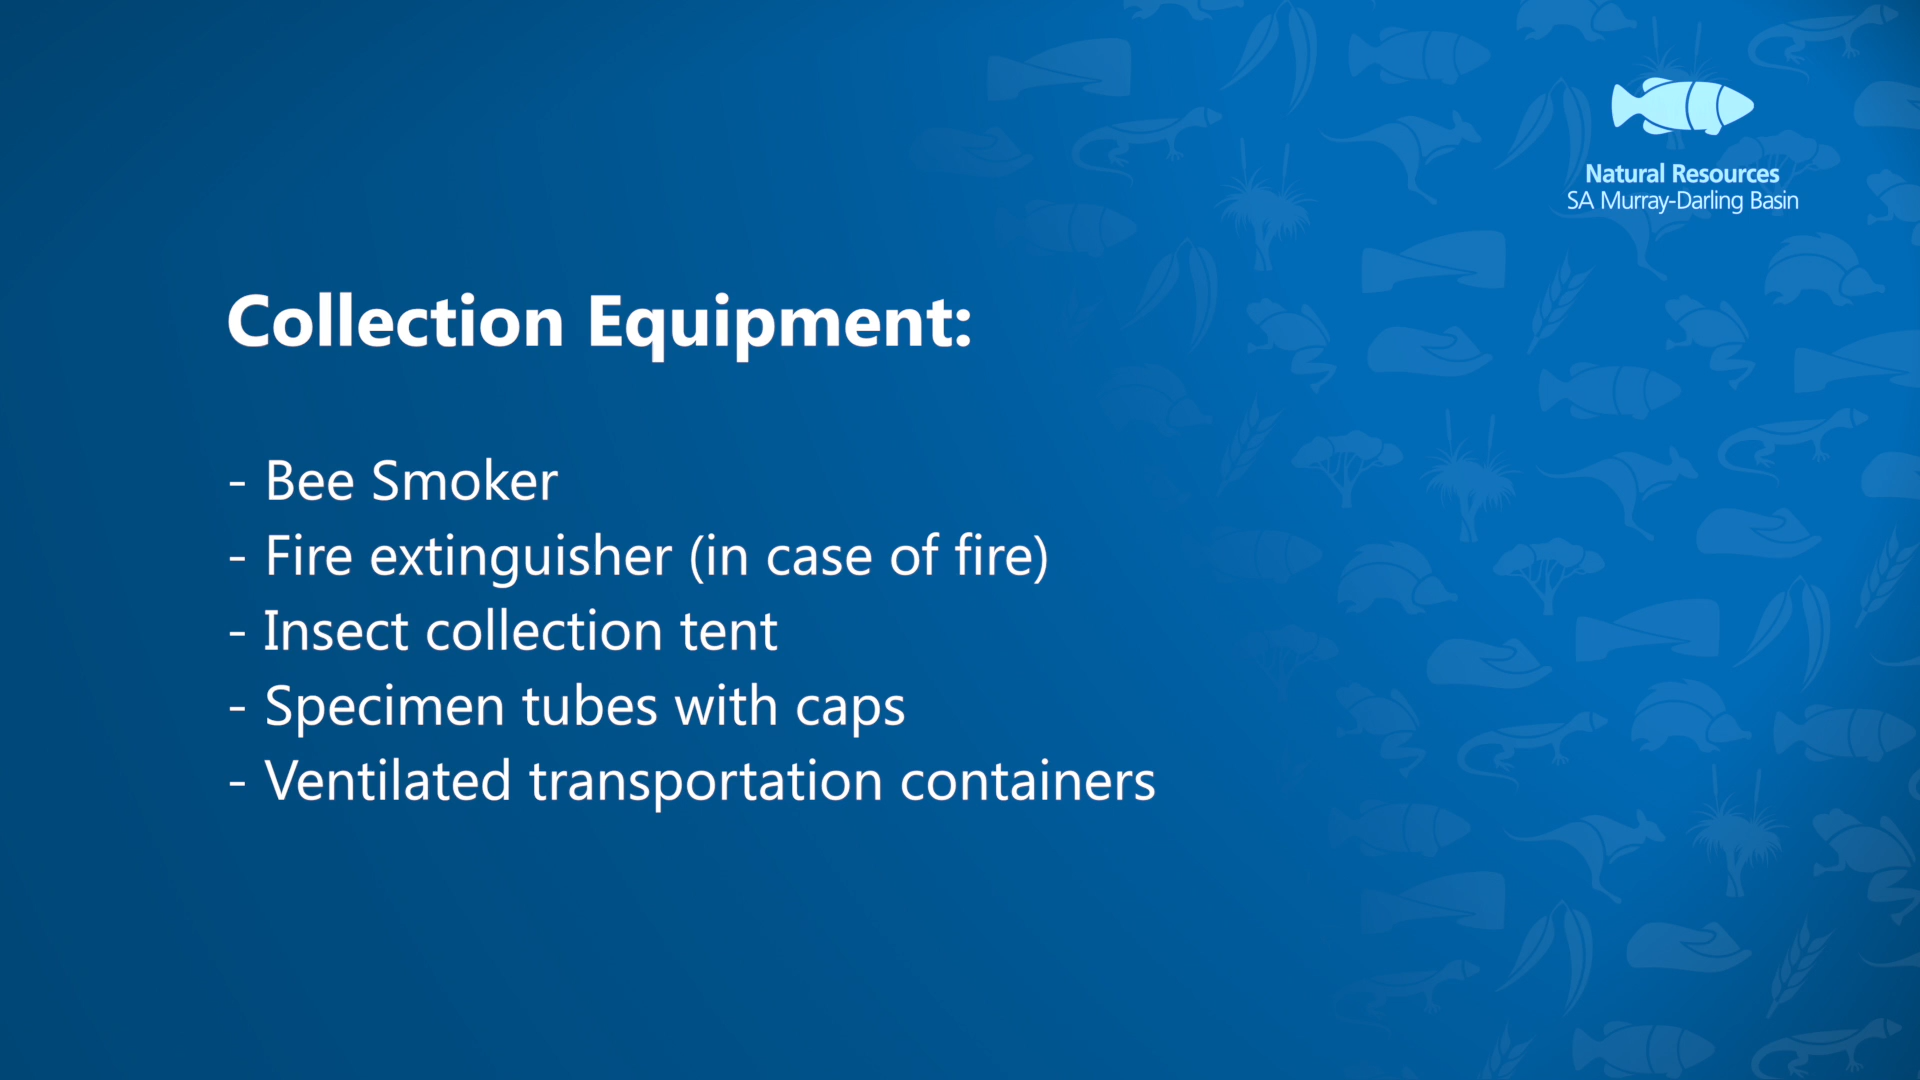 Natural Resources
SA Murray-Darling Basin
Collection Equipment:
- Bee Smoker
- Fire extinguisher (in case of fire)
- Insect collection tent
- Specimen tubes with caps
- Ventilated transportation containers